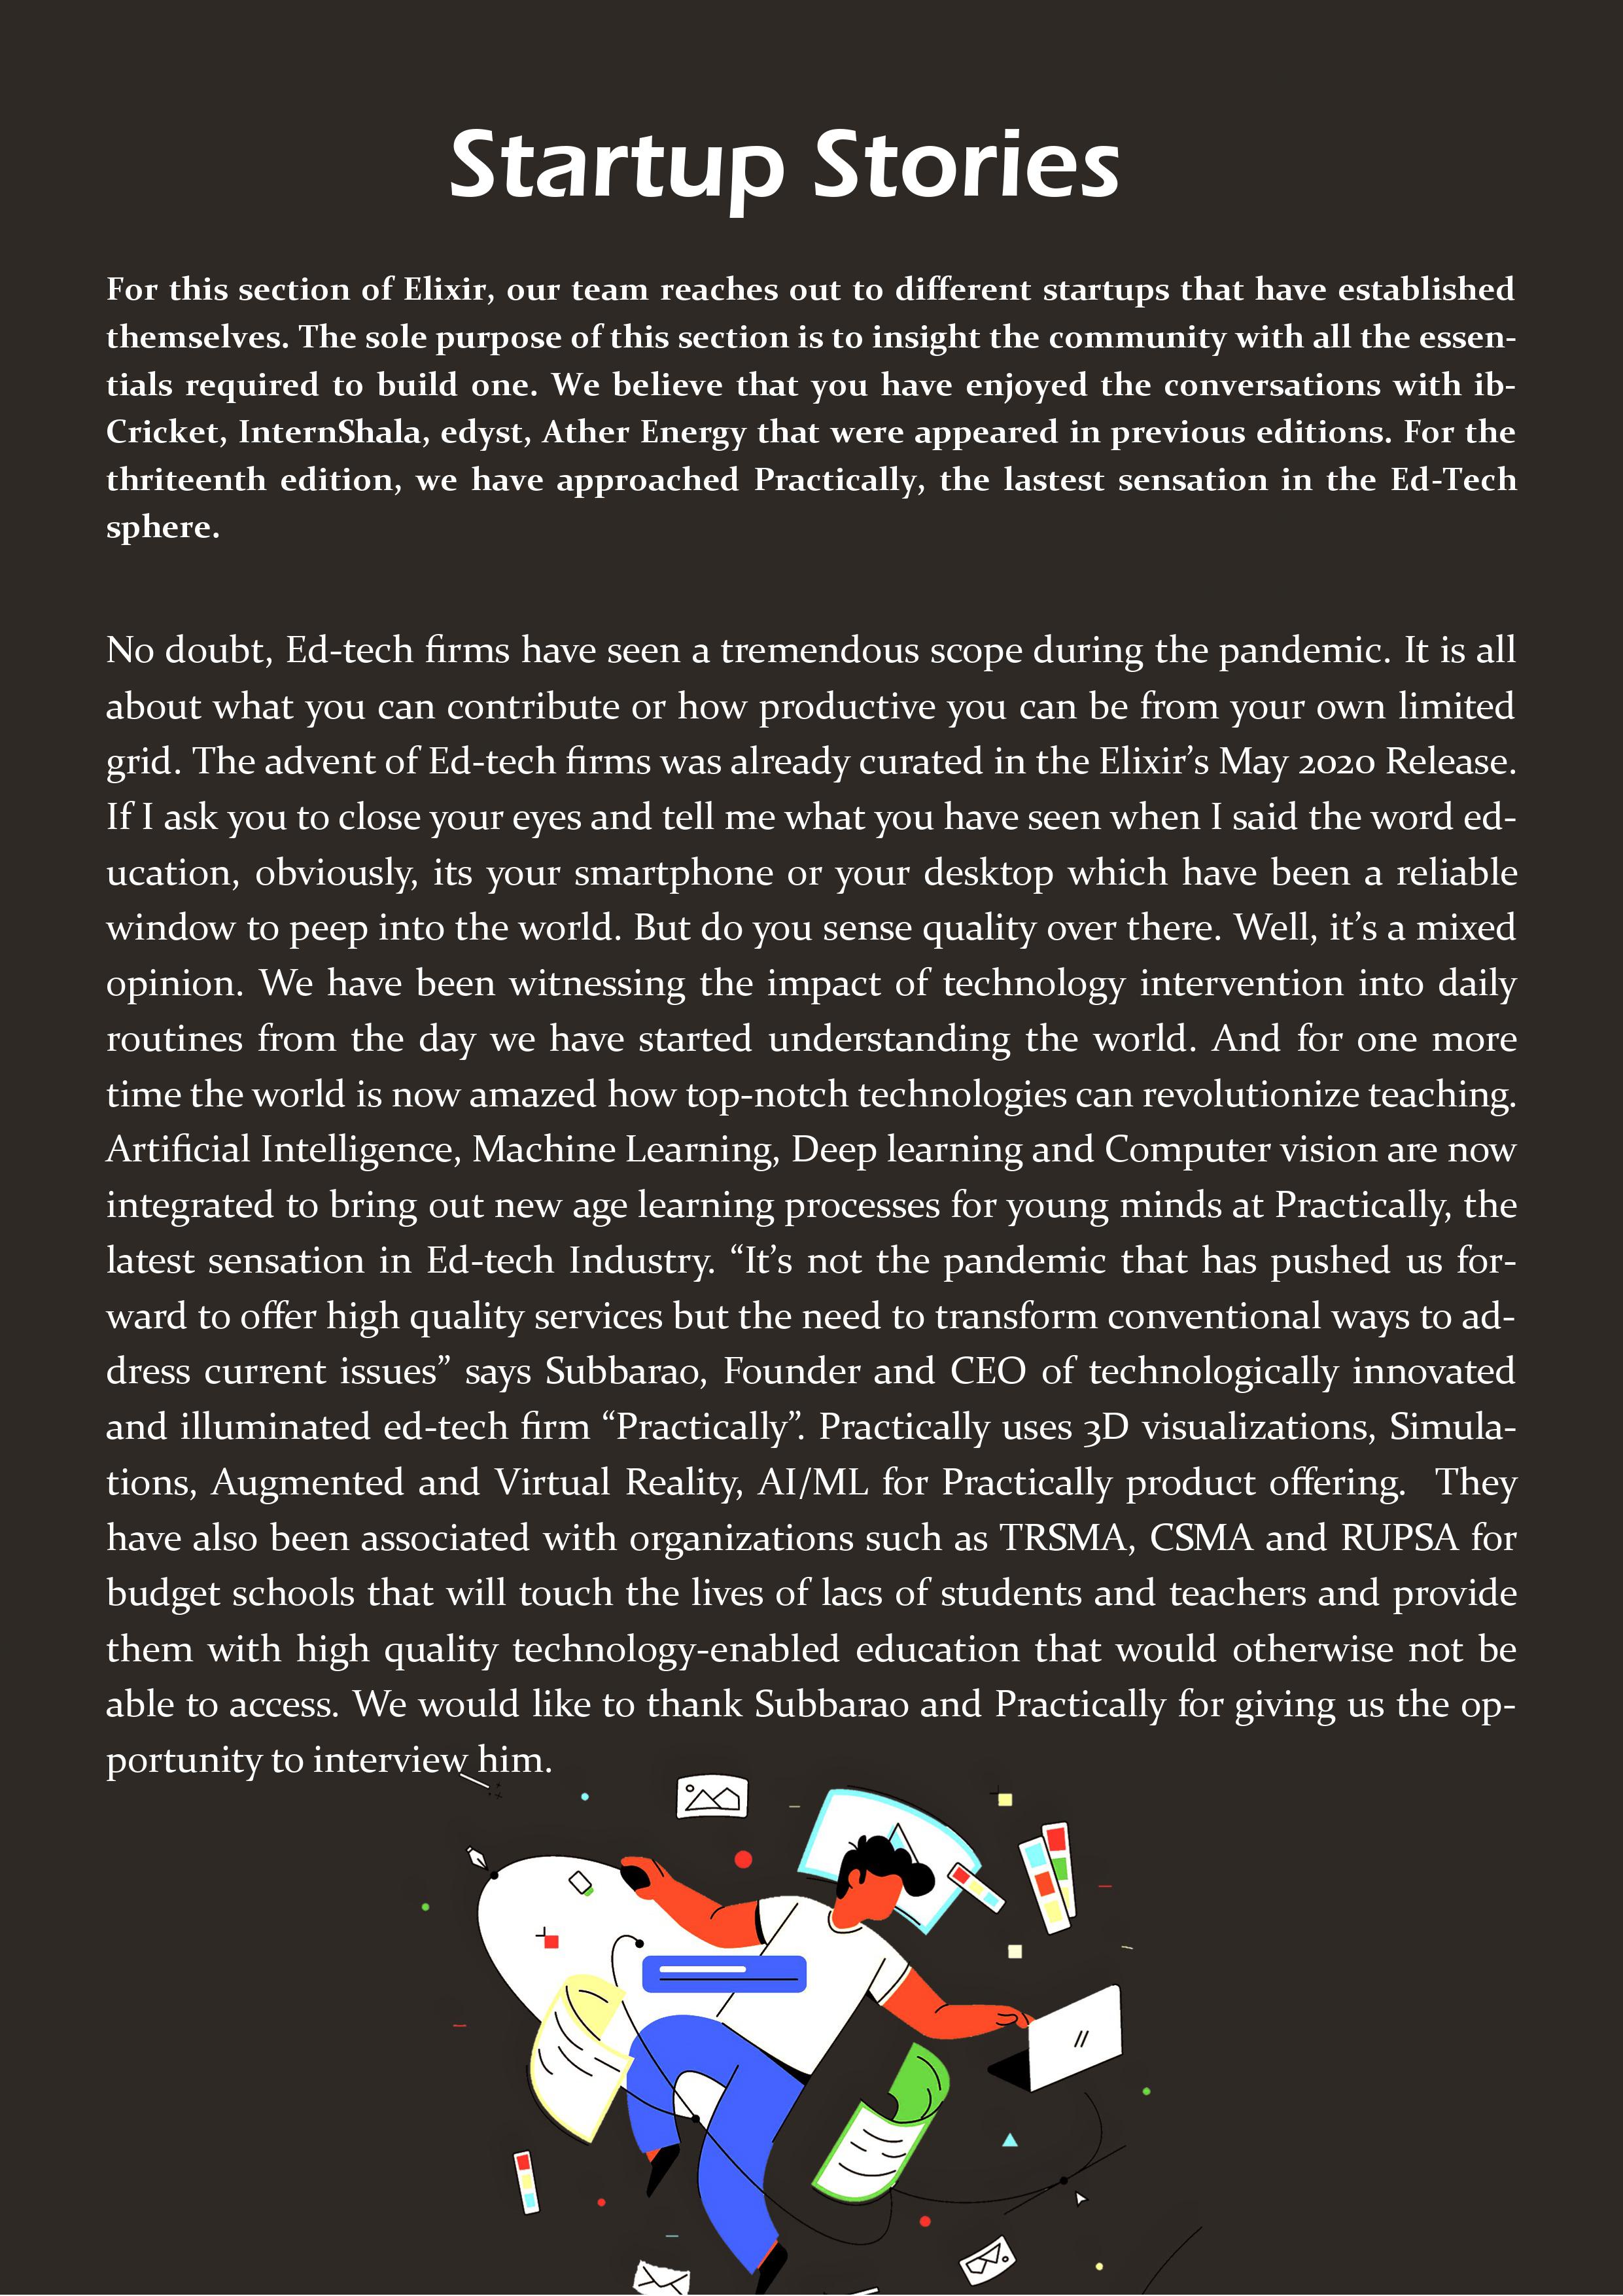 Startup Stories
For this section of Elixir, our team reaches out to different startups that have established
themselves. The sole purpose of this section is to insight the community with all the essen-
tials required to build one. We believe that you have enjoyed the conversations with ib-
Cricket, InternShala, edyst, Ather Energy that were appeared in previous editions. For the
thriteenth edition, we have approached Practically, the lastest sensation in the Ed-Tech
sphere.
No doubt, Ed-tech firms have seen a tremendous scope during the pandemic. It is all
about what you can contribute or how productive you can be from your own limited
grid. The advent of Ed-tech firms was already curated in the Elixir’s May 2020 Release.
If I ask you to close your eyes and tell me what you have seen when I said the word ed-
ucation, obviously, its your smartphone or your desktop which have been a reliable
window to peep into the world. But do you sense quality over there. Well, it’s a mixed
opinion. We have been witnessing the impact of technology intervention into daily
routines from the day we have started understanding the world. And for one more
time the world is now amazed how top-notch technologies can revolutionize teaching.
Artificial Intelligence, Machine Learning, Deep learning and Computer vision are now
integrated to bring out new age learning processes for young minds at Practically, the
latest sensation in Ed-tech Industry. “It’s not the pandemic that has pushed us for-
ward to offer high quality services but the need to transform conventional ways to ad-
dress current issues” says Subbarao, Founder and CEO of technologically innovated
and illuminated ed-tech firm “Practically”. Practically uses 3D visualizations, Simula-
tions, Augmented and Virtual Reality, AI/ML for Practically product offering. They
have also been associated with organizations such as TRSMA, CSMA and RUPSA for
budget schools that will touch the lives of lacs of students and teachers and provide
them with high quality technology-enabled education that would otherwise not be
able to access. We would like to thank Subbarao and Practically for giving us the op-
portunity to interview him.